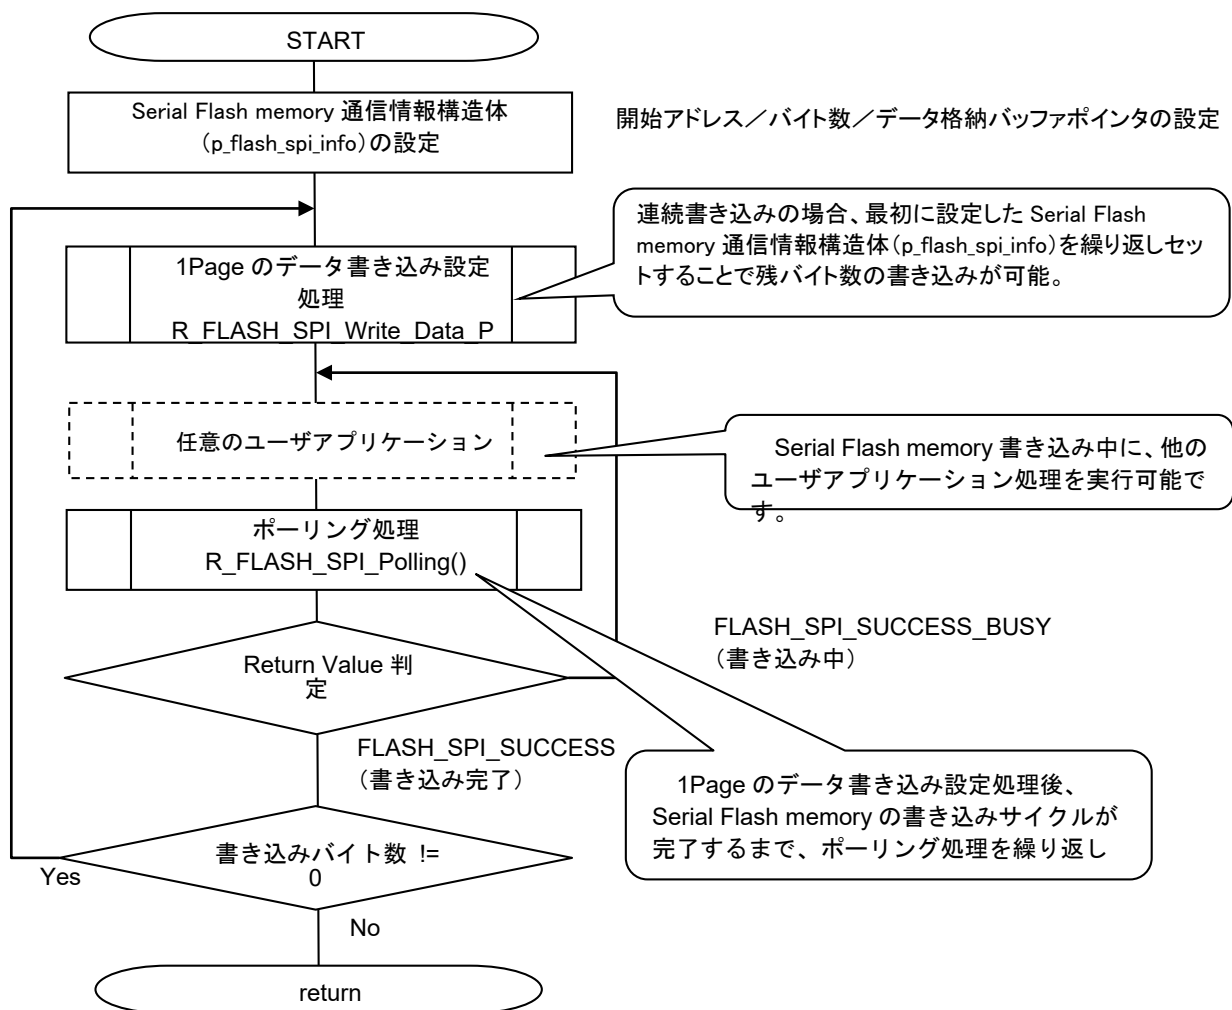 START
Serial Flash memory 通信情報構造体
（p_flash_spi_info）の設定
開始アドレス／バイト数／データ格納バッファポインタの設定
連続書き込みの場合、最初に設定した Serial Flash
memory 通信情報構造体（p_flash_spi_info）を繰り返しセッ
トすることで残バイト数の書き込みが可能。
1Page のデータ書き込み設定
処理
R_FLASH_SPI_Write_Data_P
任意のユーザアプリケーション
Serial Flash memory 書き込み中に、他の
ユーザアプリケーション処理を実行可能で
す。
ポーリング処理
R_FLASH_SPI_Polling()
FLASH_SPI_SUCCESS_BUSY
（書き込み中）
Return Value 判
定
FLASH_SPI_SUCCESS
（書き込み完了）
1Page のデータ書き込み設定処理後、
Serial Flash memory の書き込みサイクルが
完了するまで、ポーリング処理を繰り返し
書き込みバイト数 !=
0
Yes
No
return